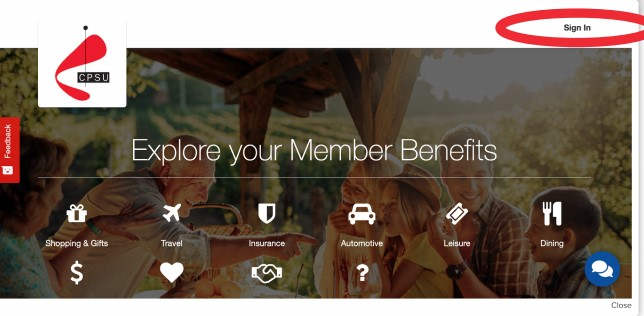 Sign In
CPSU
Feedback
Explore your Member Benefits
Shopping & Gifts
Travel
Insurance
Automotive
Leisure
Dining
Close